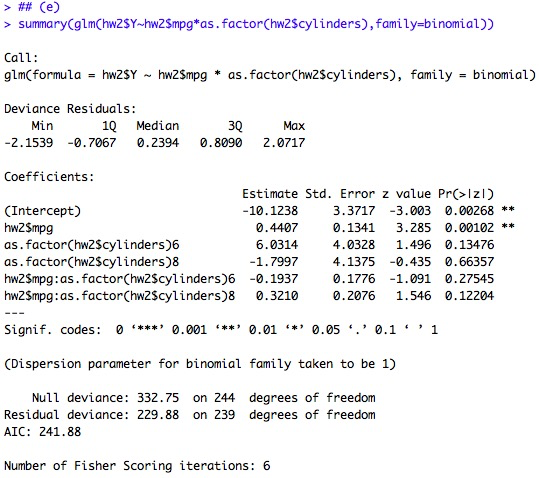 > ## (e)
> summary(glm(hw2$Y~hw2$mpg*as.factor(hw2$cylinders),family=binomial))
Call:
glm(formula = hw2$Y ~ hw2$mpg * as.factor(hw2$cylinders), family = binomial)
Deviance Residuals:
Min 1Q Median 3Q Max
-2.1539 -0.7067 0.2394 0.8090 2.0717
Coefficients:
Estimate Std. Error z value Pr(>|z|)
(Intercept) -10.1238 3.3717 -3.003 0.00268 **
hw2$mpg 0.4407 0.1341 3.285 0.00102 **
as.factor(hw2$cylinders)6 6.0314 4.0328 1.496 0.13476
as.factor(hw2$cylinders)8 -1.7997 4.1375 -0.435 0.66357
hw2$mpg:as.factor(hw2$cylinders)6 -0.1937 0.1776 -1.091 0.27545
hw2$mpg:as.factor(hw2$cylinders)8 0.3210 0.2076 1.546 0.12204
---
Signif. codes: 0 ‘***’ 0.001 ‘**’ 0.01 ‘*’ 0.05 ‘.’ 0.1 ‘ ’ 1
(Dispersion parameter for binomial family taken to be 1)
Null deviance: 332.75 on 244 degrees of freedom
Residual deviance: 229.88 on 239 degrees of freedom
AIC: 241.88
Number of Fisher Scoring iterations: 6